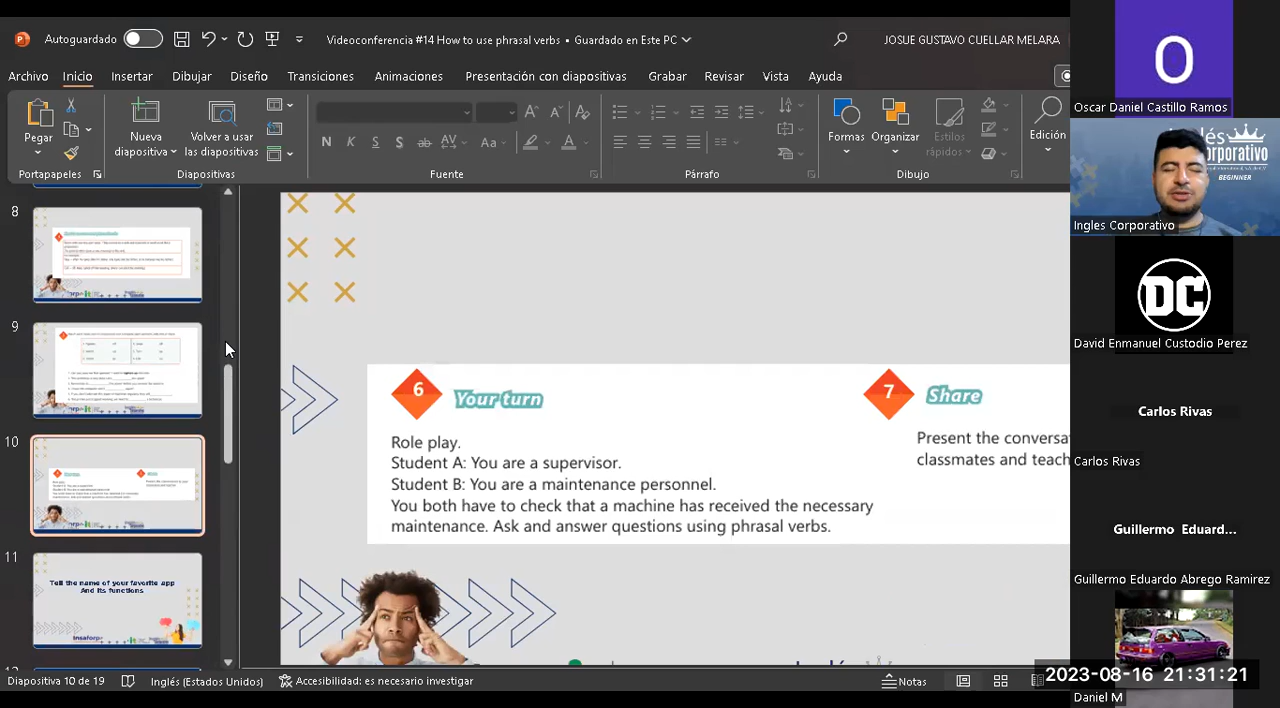 Autoguardado
Videoconferencia #14 How to use phrasal verbs • Guardado en Este PC
JOSUE GUSTAVO CUELLAR MELARA
Archivo Inicio Insertar Dibujar Diseño Transiciones Animaciones Presentación con diapositivas Grabar Revisar Vista Ayuda
Pegar
Nueva
diapositiva
Volver a usar
las diapositivas
N K S S ab AV Aa A
Formas
Organizar
Estilos
rápidos
Edición
Portapapeles
Diapositivas
Fuente
Párrafo
Dibujo
8
9
10
11
Tell the name of your favorite app
And its functions
insaforp
6
Your turn
Role play.
Student A: You are a supervisor.
Student B: You are a maintenance personnel.
You both have to check that a machine has received the necessary
maintenance. Ask and answer questions using phrasal verbs.
7
Share
Present the conversa
classmates and teach
Diapositiva 10 de 19
Inglés (Estados Unidos)
Accesibilidad: es necesario investigar
Notas
O
Oscar Daniel Castillo Ramos
Inglés
Corporativo
BEGINNER
Ingles Corporativo
DC
David Enmanuel Custodio Perez
Carlos Rivas
Carlos Rivas
Guillermo Eduard...
Guillermo Eduardo Abrego Ramirez
2023-08-16 21:31:21
Daniel M